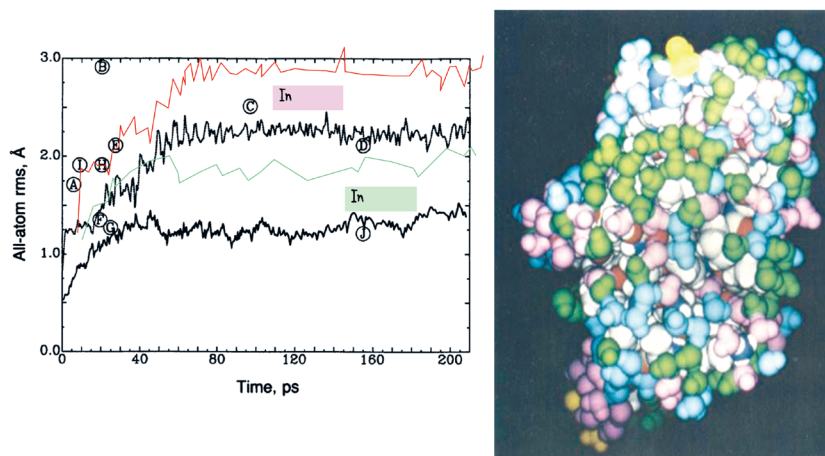 3.0
B
C
In
2.0
1.0
0.0
E
D
I
H
A
In
F
G
J
All-atom rms, Å
0
40
80
120
160
200
Time, ps